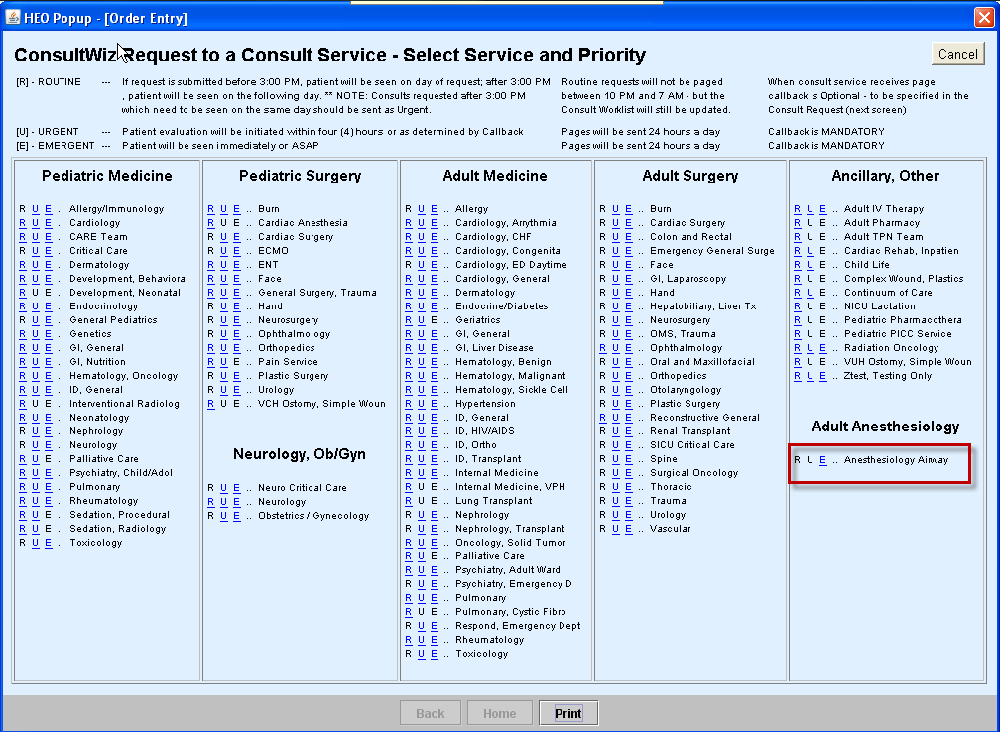 HEO Popup - [Order Entry]
ConsultWiz Request to a Consult Service - Select Service and Priority
Cancel
[R] - ROUTINE --- If request is submitted before 3:00 PM, patient will be seen on day of request; after 3:00 PM
, patient will be seen on the following day. ** NOTE: Consults requested after 3:00 PM
which need to be seen on the same day should be sent as Urgent.
Routine requests will not be paged
between 10 PM and 7 AM - but the
Consult Worklist will still be updated.
When consult service receives page,
callback is Optional - to be specified in the
Consult Request (next screen)
[U] - URGENT --- Patient evaluation will be initiated within four (4) hours or as determined by Callback Pages will be sent 24 hours a day Callback is MANDATORY
[E] - EMERGENT --- Patient will be seen immediately or ASAP Pages will be sent 24 hours a day Callback is MANDATORY
Pediatric Medicine
R U E .. Allergy/Immunology
R U E .. Cardiology
R U E .. CARE Team
R U E .. Critical Care
R U E .. Dermatology
R U E .. Development, Behavioral
R U E .. Development, Neonatal
R U E .. Endocrinology
R U E .. General Pediatrics
R U E .. Genetics
R U E .. GI, General
R U E .. GI, Nutrition
R U E .. Hematology, Oncology
R U E .. ID, General
R U E .. Interventional Radiolog
R U E .. Neonatology
R U E .. Nephrology
R U E .. Neurology
R U E .. Palliative Care
R U E .. Psychiatry, Child/Adol
R U E .. Pulmonary
R U E .. Rheumatology
R U E .. Sedation, Procedural
R U E .. Sedation, Radiology
R U E .. Toxicology
Pediatric Surgery
R U E .. Burn
R U E .. Cardiac Anesthesia
R U E .. Cardiac Surgery
R U E .. ECMO
R U E .. ENT
R U E .. Face
R U E .. General Surgery, Trauma
R U E .. Hand
R U E .. Neurosurgery
R U E .. Ophthalmology
R U E .. Orthopedics
R U E .. Pain Service
R U E .. Plastic Surgery
R U E .. Urology
R U E .. VCH Ostomy, Simple Woun
Neurology, Ob/Gyn
R U E .. Neuro Critical Care
R U E .. Neurology
R U E .. Obstetrics / Gynecology
Adult Medicine
R U E .. Allergy
R U E .. Cardiology, Arrythmia
R U E .. Cardiology, CHF
R U E .. Cardiology, Congenital
R U E .. Cardiology, ED Daytime
R U E .. Cardiology, General
R U E .. Dermatology
R U E .. Endocrine/Diabetes
R U E .. Geriatrics
R U E .. GI, General
R U E .. GI, Liver Disease
R U E .. Hematology, Benign
R U E .. Hematology, Malignant
R U E .. Hematology, Sickle Cell
R U E .. Hypertension
R U E .. ID, General
R U E .. ID, HIV/AIDS
R U E .. ID, Ortho
R U E .. ID, Transplant
R U E .. Internal Medicine
R U E .. Internal Medicine, VPH
R U E .. Lung Transplant
R U E .. Nephrology
R U E .. Nephrology, Transplant
R U E .. Oncology, Solid Tumor
R U E .. Palliative Care
R U E .. Psychiatry, Adult Ward
R U E .. Psychiatry, Emergency D
R U E .. Pulmonary
R U E .. Pulmonary, Cystic Fibro
R U E .. Respond, Emergency Dept
R U E .. Rheumatology
R U E .. Toxicology
Adult Surgery
R U E .. Burn
R U E .. Cardiac Surgery
R U E .. Colon and Rectal
R U E .. Emergency General Surge
R U E .. Face
R U E .. GI, Laparoscopy
R U E .. Hand
R U E .. Hepatobiliary, Liver Tx
R U E .. Neurosurgery
R U E .. OMS, Trauma
R U E .. Ophthalmology
R U E .. Oral and Maxillofacial
R U E .. Orthopedics
R U E .. Otolaryngology
R U E .. Plastic Surgery
R U E .. Reconstructive General
R U E .. Renal Transplant
R U E .. SICU Critical Care
R U E .. Spine
R U E .. Surgical Oncology
R U E .. Thoracic
R U E .. Trauma
R U E .. Urology
R U E .. Vascular
Ancillary, Other
R U E .. Adult IV Therapy
R U E .. Adult Pharmacy
R U E .. Adult TPN Team
R U E .. Cardiac Rehab, Inpatien
R U E .. Child Life
R U E .. Complex Wound, Plastics
R U E .. Continuum of Care
R U E .. NICU Lactation
R U E .. Pediatric Pharmacothera
R U E .. Pediatric PICC Service
R U E .. Radiation Oncology
R U E .. VUH Ostomy, Simple Woun
R U E .. Ztest, Testing Only
Adult Anesthesiology
R U E .. Anesthesiology Airway
Back
Home
Print